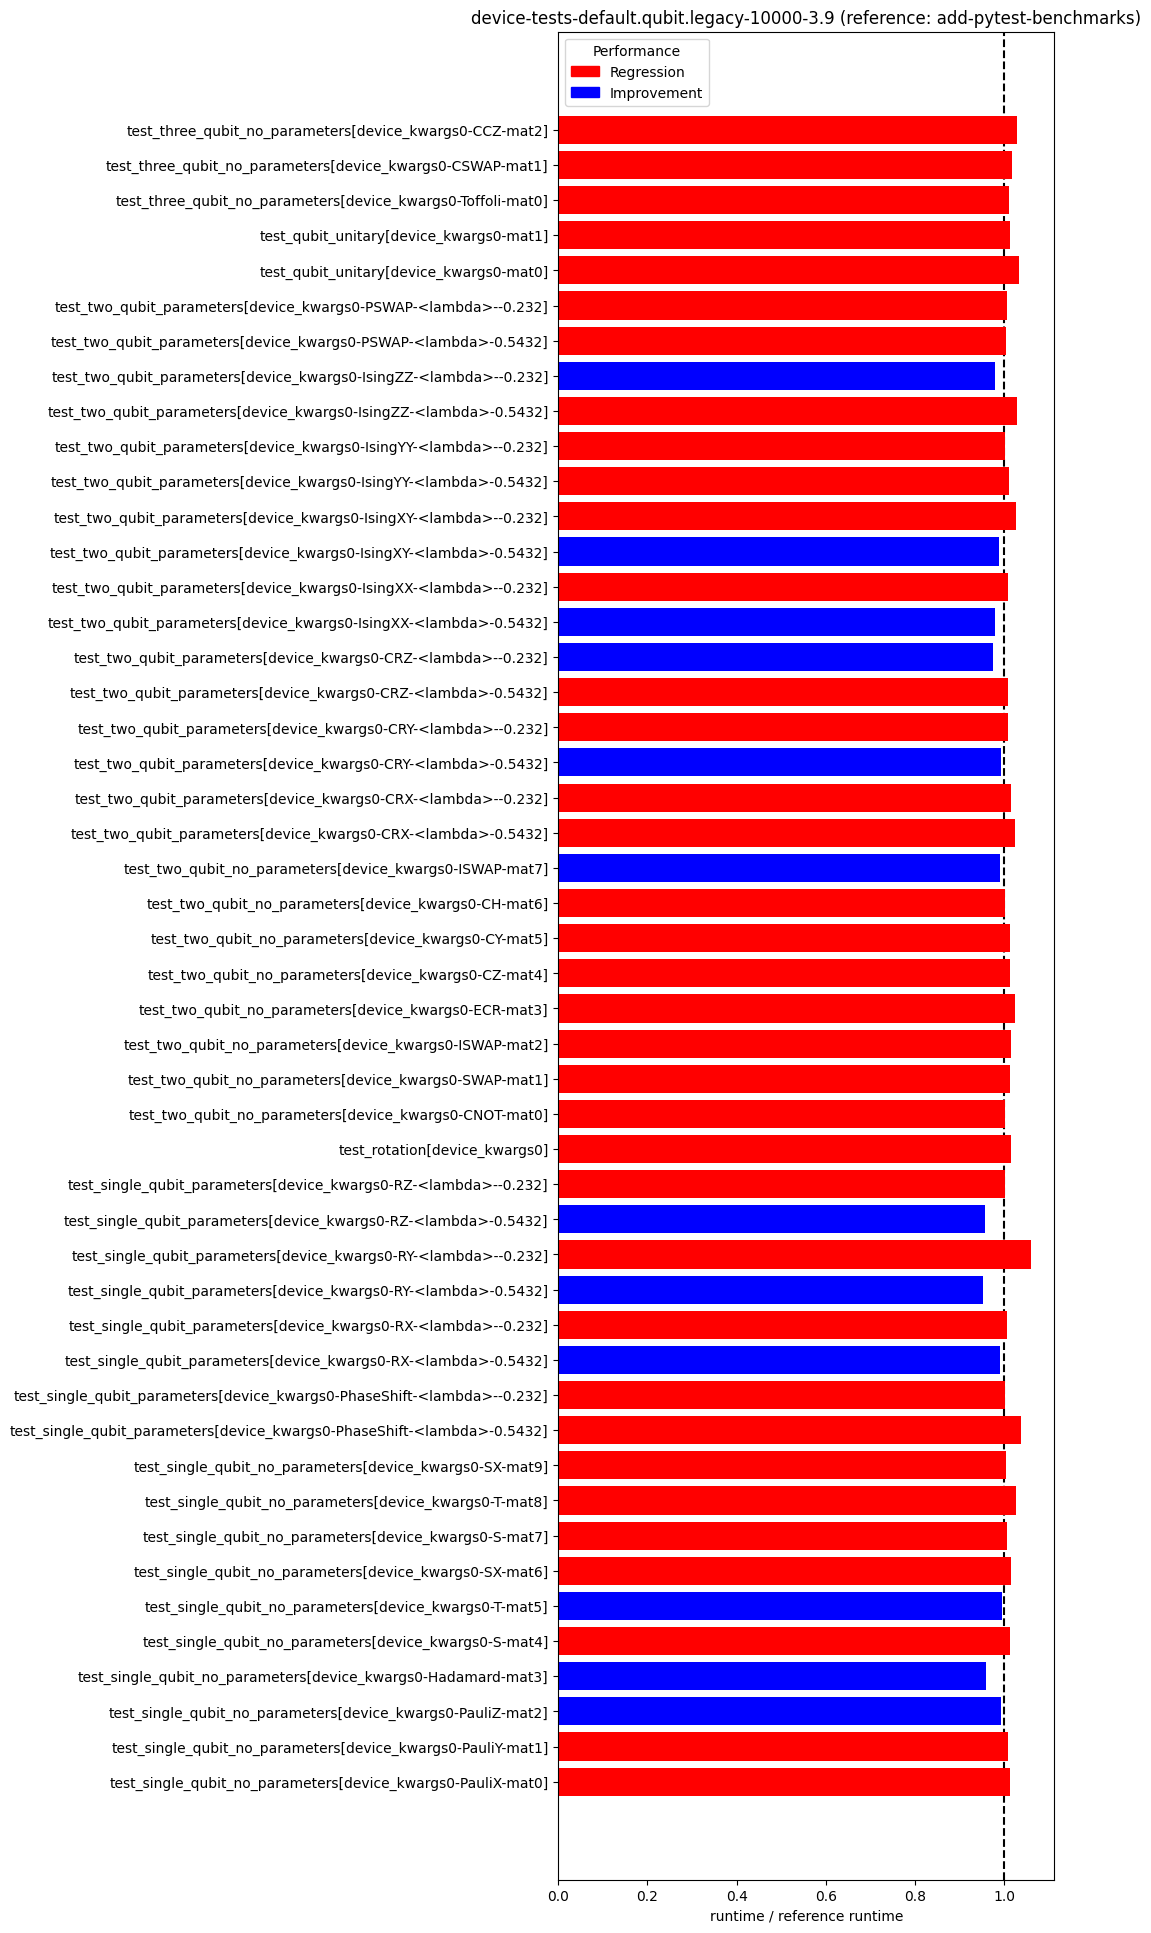 device-tests-default.qubit.legacy-10000-3.9 (reference: add-pytest-benchmarks)
Performance
Regression
Improvement
test_three_qubit_no_parameters[device_kwargs0-CCZ-mat2]
test_three_qubit_no_parameters[device_kwargs0-CSWAP-mat1]
test_three_qubit_no_parameters[device_kwargs0-Toffoli-mat0]
test_qubit_unitary[device_kwargs0-mat1]
test_qubit_unitary[device_kwargs0-mat0]
test_two_qubit_parameters[device_kwargs0-PSWAP-<lambda>--0.232]
test_two_qubit_parameters[device_kwargs0-PSWAP-<lambda>-0.5432]
test_two_qubit_parameters[device_kwargs0-IsingZZ-<lambda>--0.232]
test_two_qubit_parameters[device_kwargs0-IsingZZ-<lambda>-0.5432]
test_two_qubit_parameters[device_kwargs0-IsingYY-<lambda>--0.232]
test_two_qubit_parameters[device_kwargs0-IsingYY-<lambda>-0.5432]
test_two_qubit_parameters[device_kwargs0-IsingXY-<lambda>--0.232]
test_two_qubit_parameters[device_kwargs0-IsingXY-<lambda>-0.5432]
test_two_qubit_parameters[device_kwargs0-IsingXX-<lambda>--0.232]
test_two_qubit_parameters[device_kwargs0-IsingXX-<lambda>-0.5432]
test_two_qubit_parameters[device_kwargs0-CRZ-<lambda>--0.232]
test_two_qubit_parameters[device_kwargs0-CRZ-<lambda>-0.5432]
test_two_qubit_parameters[device_kwargs0-CRY-<lambda>--0.232]
test_two_qubit_parameters[device_kwargs0-CRY-<lambda>-0.5432]
test_two_qubit_parameters[device_kwargs0-CRX-<lambda>--0.232]
test_two_qubit_parameters[device_kwargs0-CRX-<lambda>-0.5432]
test_two_qubit_no_parameters[device_kwargs0-ISWAP-mat7]
test_two_qubit_no_parameters[device_kwargs0-CH-mat6]
test_two_qubit_no_parameters[device_kwargs0-CY-mat5]
test_two_qubit_no_parameters[device_kwargs0-CZ-mat4]
test_two_qubit_no_parameters[device_kwargs0-ECR-mat3]
test_two_qubit_no_parameters[device_kwargs0-ISWAP-mat2]
test_two_qubit_no_parameters[device_kwargs0-SWAP-mat1]
test_two_qubit_no_parameters[device_kwargs0-CNOT-mat0]
test_rotation[device_kwargs0]
test_single_qubit_parameters[device_kwargs0-RZ-<lambda>--0.232]
test_single_qubit_parameters[device_kwargs0-RZ-<lambda>-0.5432]
test_single_qubit_parameters[device_kwargs0-RY-<lambda>--0.232]
test_single_qubit_parameters[device_kwargs0-RY-<lambda>-0.5432]
test_single_qubit_parameters[device_kwargs0-RX-<lambda>--0.232]
test_single_qubit_parameters[device_kwargs0-RX-<lambda>-0.5432]
test_single_qubit_parameters[device_kwargs0-PhaseShift-<lambda>--0.232]
test_single_qubit_parameters[device_kwargs0-PhaseShift-<lambda>-0.5432]
test_single_qubit_no_parameters[device_kwargs0-SX-mat9]
test_single_qubit_no_parameters[device_kwargs0-T-mat8]
test_single_qubit_no_parameters[device_kwargs0-S-mat7]
test_single_qubit_no_parameters[device_kwargs0-SX-mat6]
test_single_qubit_no_parameters[device_kwargs0-T-mat5]
test_single_qubit_no_parameters[device_kwargs0-S-mat4]
test_single_qubit_no_parameters[device_kwargs0-Hadamard-mat3]
test_single_qubit_no_parameters[device_kwargs0-PauliZ-mat2]
test_single_qubit_no_parameters[device_kwargs0-PauliY-mat1]
test_single_qubit_no_parameters[device_kwargs0-PauliX-mat0]
0.0 0.2 0.4 0.6 0.8 1.0
runtime / reference runtime